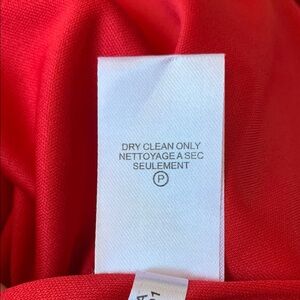 DRY CLEAN ONLY
NETTOYAGE A SEC
SEULEMENT
P